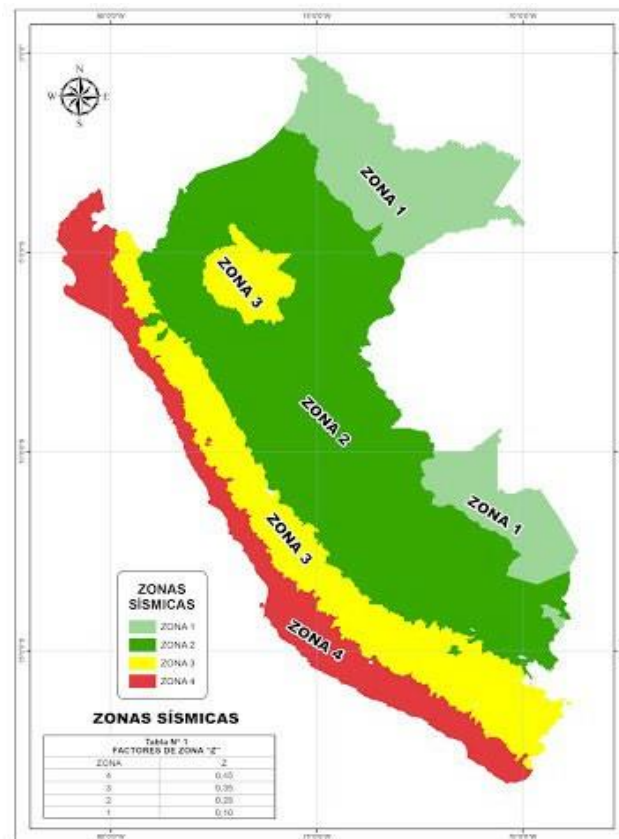 N
W E
S
ZONA 1
ZONA 3
ZONA 2
ZONA 1
ZONA 3
ZONA 4
ZONAS
SÍSMICAS
ZONA 1
ZONA 2
ZONA 3
ZONA 4
ZONAS SÍSMICAS
Tabla N° 1
FACTORES DE ZONA "Z"
ZONA Z
4 0,45
3 0,35
2 0,25
1 0,10